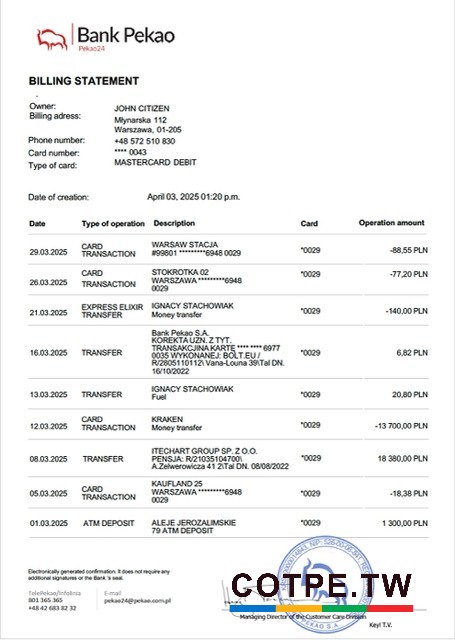 Bank Pekao
Pekao24
BILLING STATEMENT
Owner: JOHN CITIZEN
Billing adress: Młynarska 112
Warszawa, 01-205
Phone number: +48 572 510 830
Card number: **** 0043
Type of card: MASTERCARD DEBIT
Date of creation: April 03, 2025 01:20 p.m.
Date Type of operation Description Card Operation amount
29.03.2025 CARD TRANSACTION WARSAW STACJA *0029 -88,55 PLN
#99601 *********6948 0029
26.03.2025 CARD TRANSACTION STOKROTKA 02 *0029 -77,20 PLN
WARSZAWA *********6948
0029
21.03.2025 EXPRESS ELIXIR TRANSFER IGNACY STACHOWIAK *0029 -140,00 PLN
Money transfer
16.03.2025 TRANSFER Bank Pekao S.A. *0029 6,82 PLN
KOREKTA UZN. Z TYT.
TRANSAKCJINA KARTE **** **** 6977
0035 WYKONANEJ: BOLT.EU /
R/2805110112\ Vana-Louna 39\Tal DN.
16/10/2022
13.03.2025 TRANSFER IGNACY STACHOWIAK *0029 20,80 PLN
Fuel
12.03.2025 CARD TRANSACTION KRAKEN *0029 -13 700,00 PLN
Money transfer
08.03.2025 TRANSFER ITECHART GROUP SP. Z O.O. *0029 18 380,00 PLN
PENSJA: R/21035104700\
A.Zelwerowicza 41 2\Tal DN. 08/08/2022
05.03.2025 CARD TRANSACTION KAUFLAND 25 *0029 -18,38 PLN
WARSZAWA *********6948
0029
01.03.2025 ATM DEPOSIT ALEJE JEROZALIMSKIE *0029 1 300,00 PLN
79 ATM DEPOSIT
Electronically generated confirmation. It does not require any
additional signatures or the Bank 's seal.
TelePekao/Infolinia
801 365 365
+48 42 683 82 32
E-mail
pekao24@pekao.com.pl
COTPE.TW
Managing Director of the Customer Care Division
Keyl T.V.